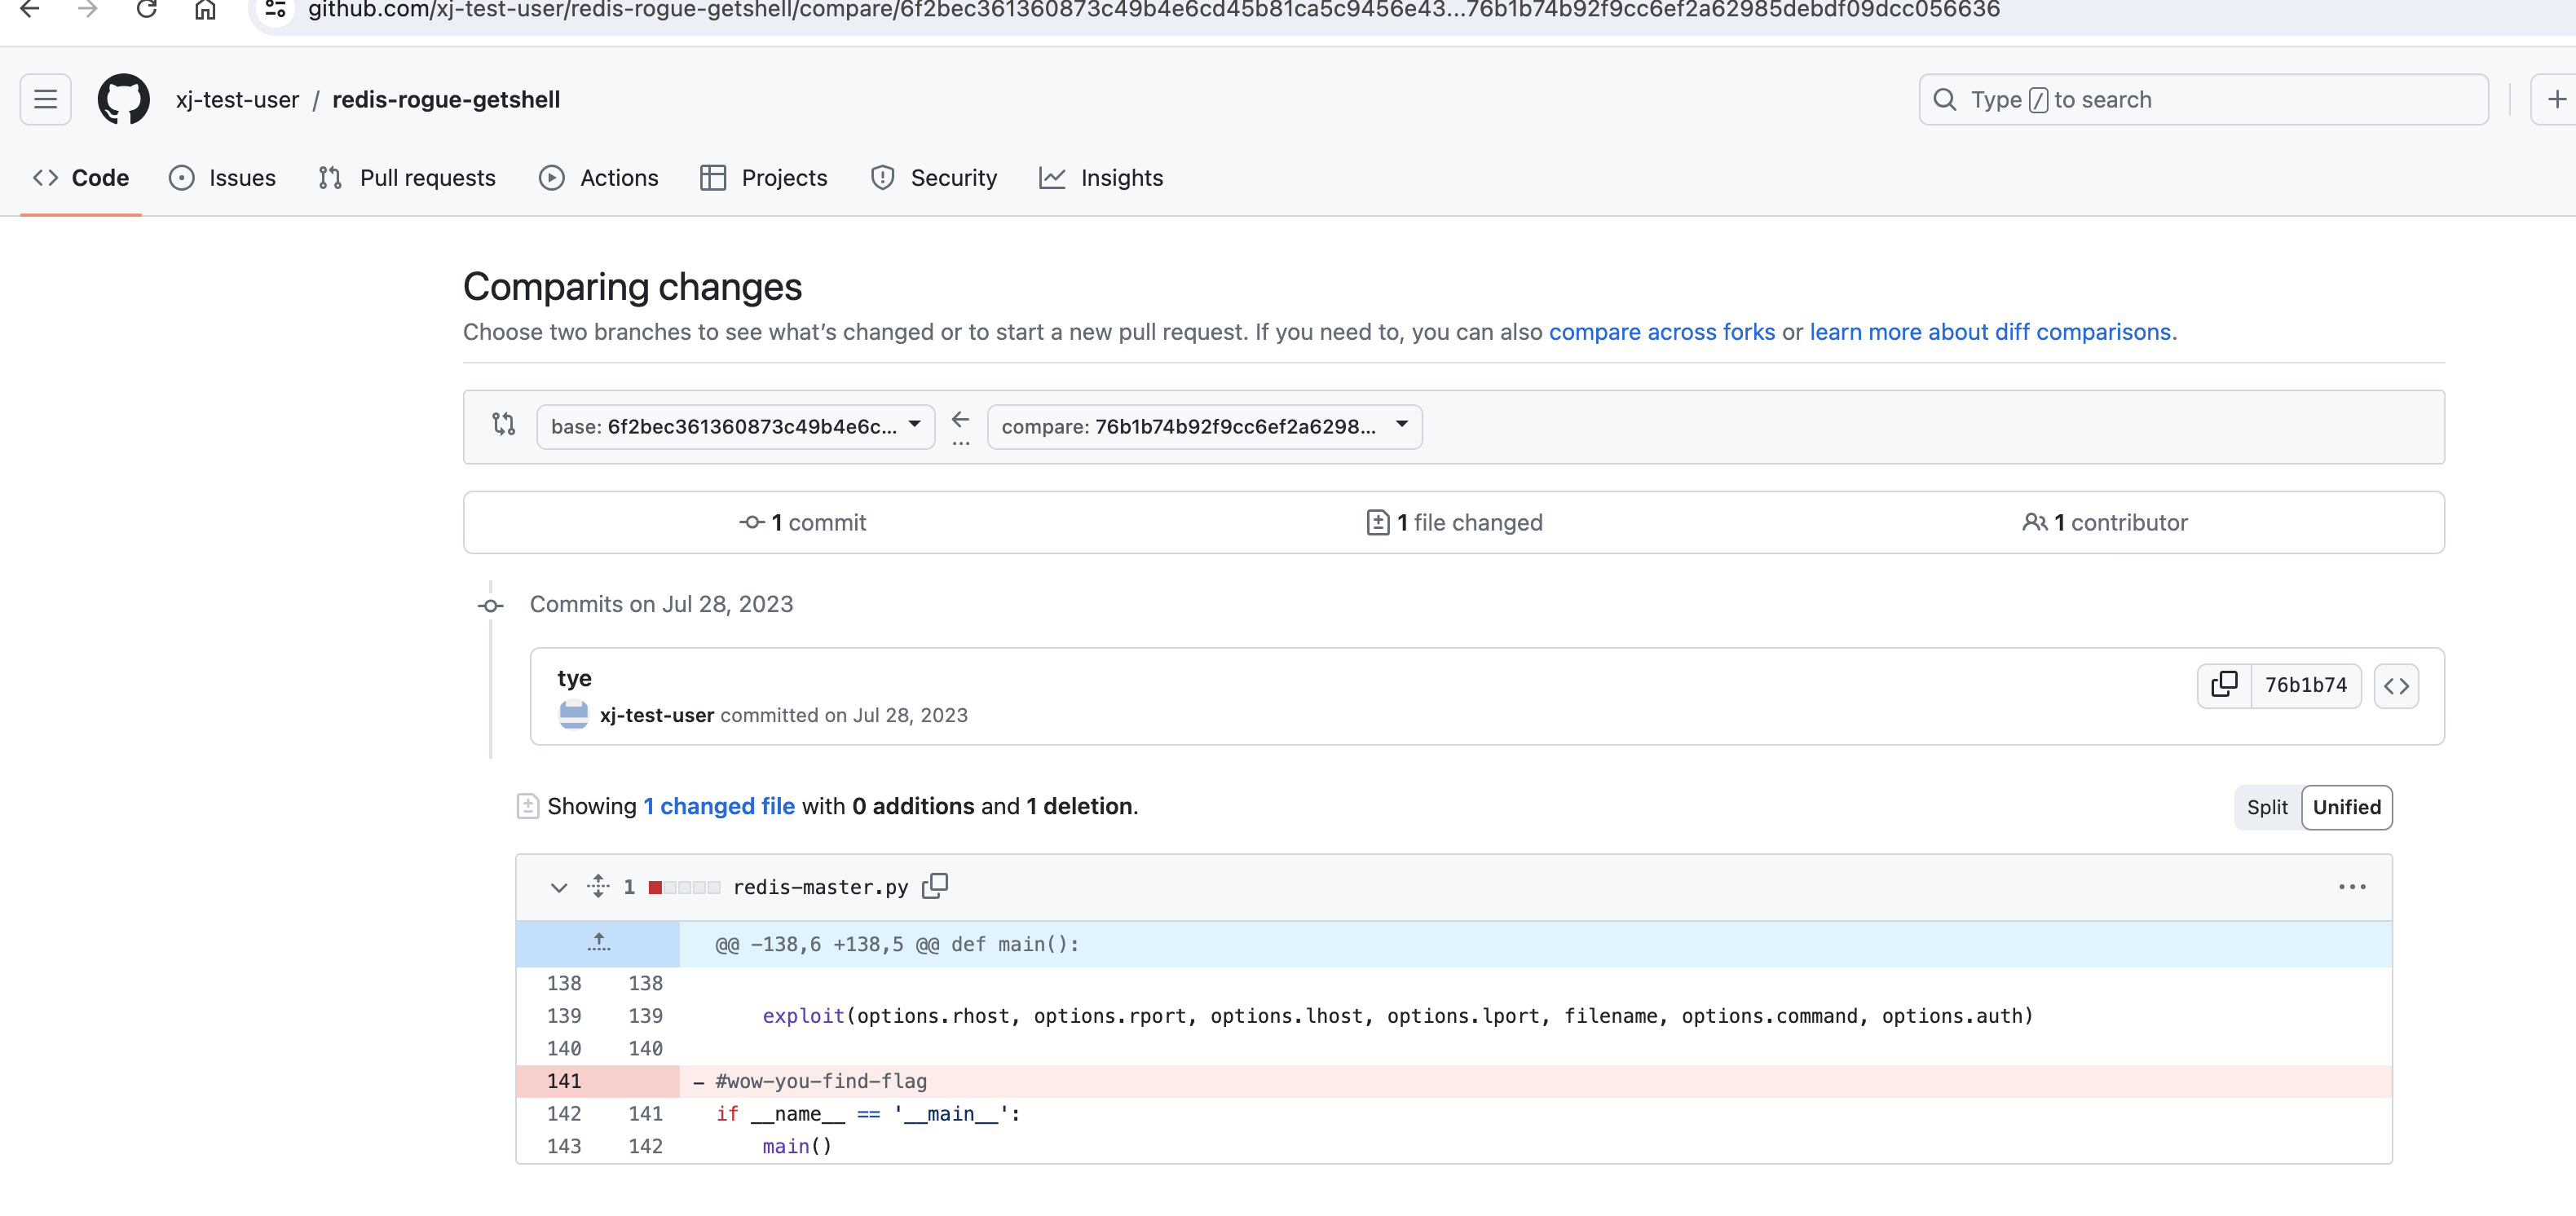 github.com/xj-test-user/redis-rogue-getshell/compare/6f2bec361360873c49b4e6cd45b81ca5c9456e43...76b1b74b92f9cc6ef2a62985debdf09dcc056636
xj-test-user / redis-rogue-getshell
Type / to search
Code Issues Pull requests Actions Projects Security Insights
Comparing changes
Choose two branches to see what’s changed or to start a new pull request. If you need to, you can also compare across forks or learn more about diff comparisons.
base: 6f2bec361360873c49b4e6c... ... compare: 76b1b74b92f9cc6ef2a6298...
1 commit 1 file changed 1 contributor
Commits on Jul 28, 2023
tye
xj-test-user committed on Jul 28, 2023
76b1b74
Showing 1 changed file with 0 additions and 1 deletion.
Split Unified
1 redis-master.py
@@ -138,6 +138,5 @@ def main():
138 138
139 139 exploit(options.rhost, options.rport, options.lhost, options.lport, filename, options.command, options.auth)
140 140
141 - #wow-you-find-flag
142 141 if __name__ == '__main__':
143 142 main()